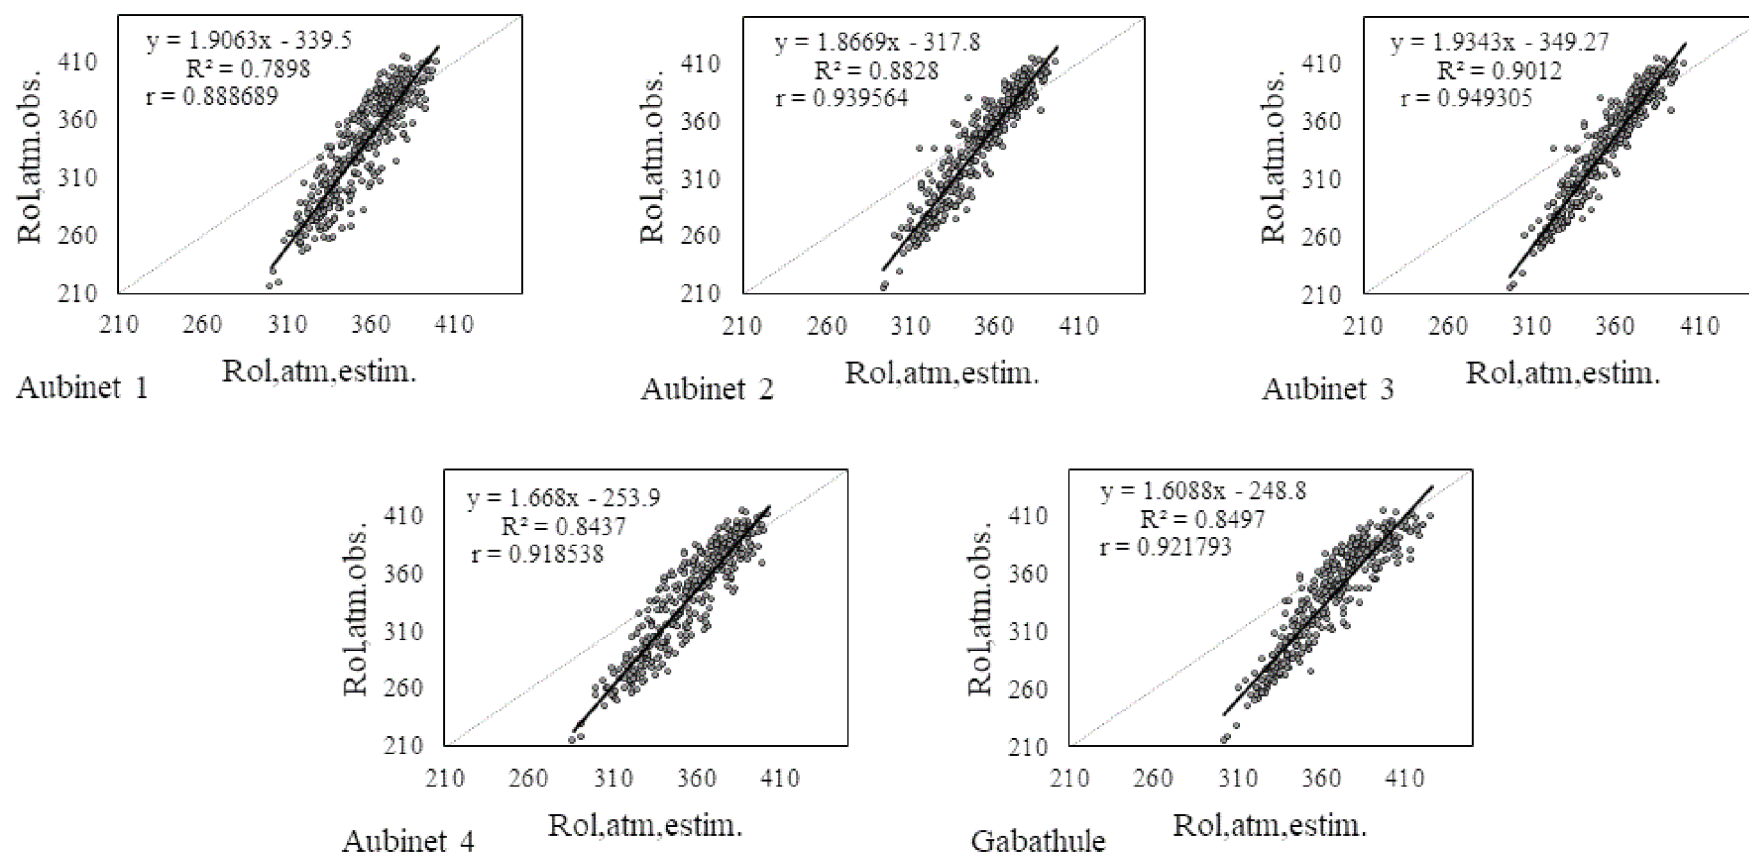 y = 1.9063x - 339.5
R² = 0.7898
r = 0.888689
Rol,atm.obs.
410
360
310
260
210
210 260 310 360 410
Rol,atm,estim.
Aubinet 1
y = 1.8669x - 317.8
R² = 0.8828
r = 0.939564
Rol,atm.obs.
410
360
310
260
210
210 260 310 360 410
Rol,atm,estim.
Aubinet 2
y = 1.9343x - 349.27
R² = 0.9012
r = 0.949305
Rol,atm.obs.
410
360
310
260
210
210 260 310 360 410
Rol,atm,estim.
Aubinet 3
y = 1.668x - 253.9
R² = 0.8437
r = 0.918538
Rol,atm.obs.
410
360
310
260
210
210 260 310 360 410
Rol,atm,estim.
Aubinet 4
y = 1.6088x - 248.8
R² = 0.8497
r = 0.921793
Rol,atm.obs.
410
360
310
260
210
210 260 310 360 410
Rol,atm,estim.
Gabathule